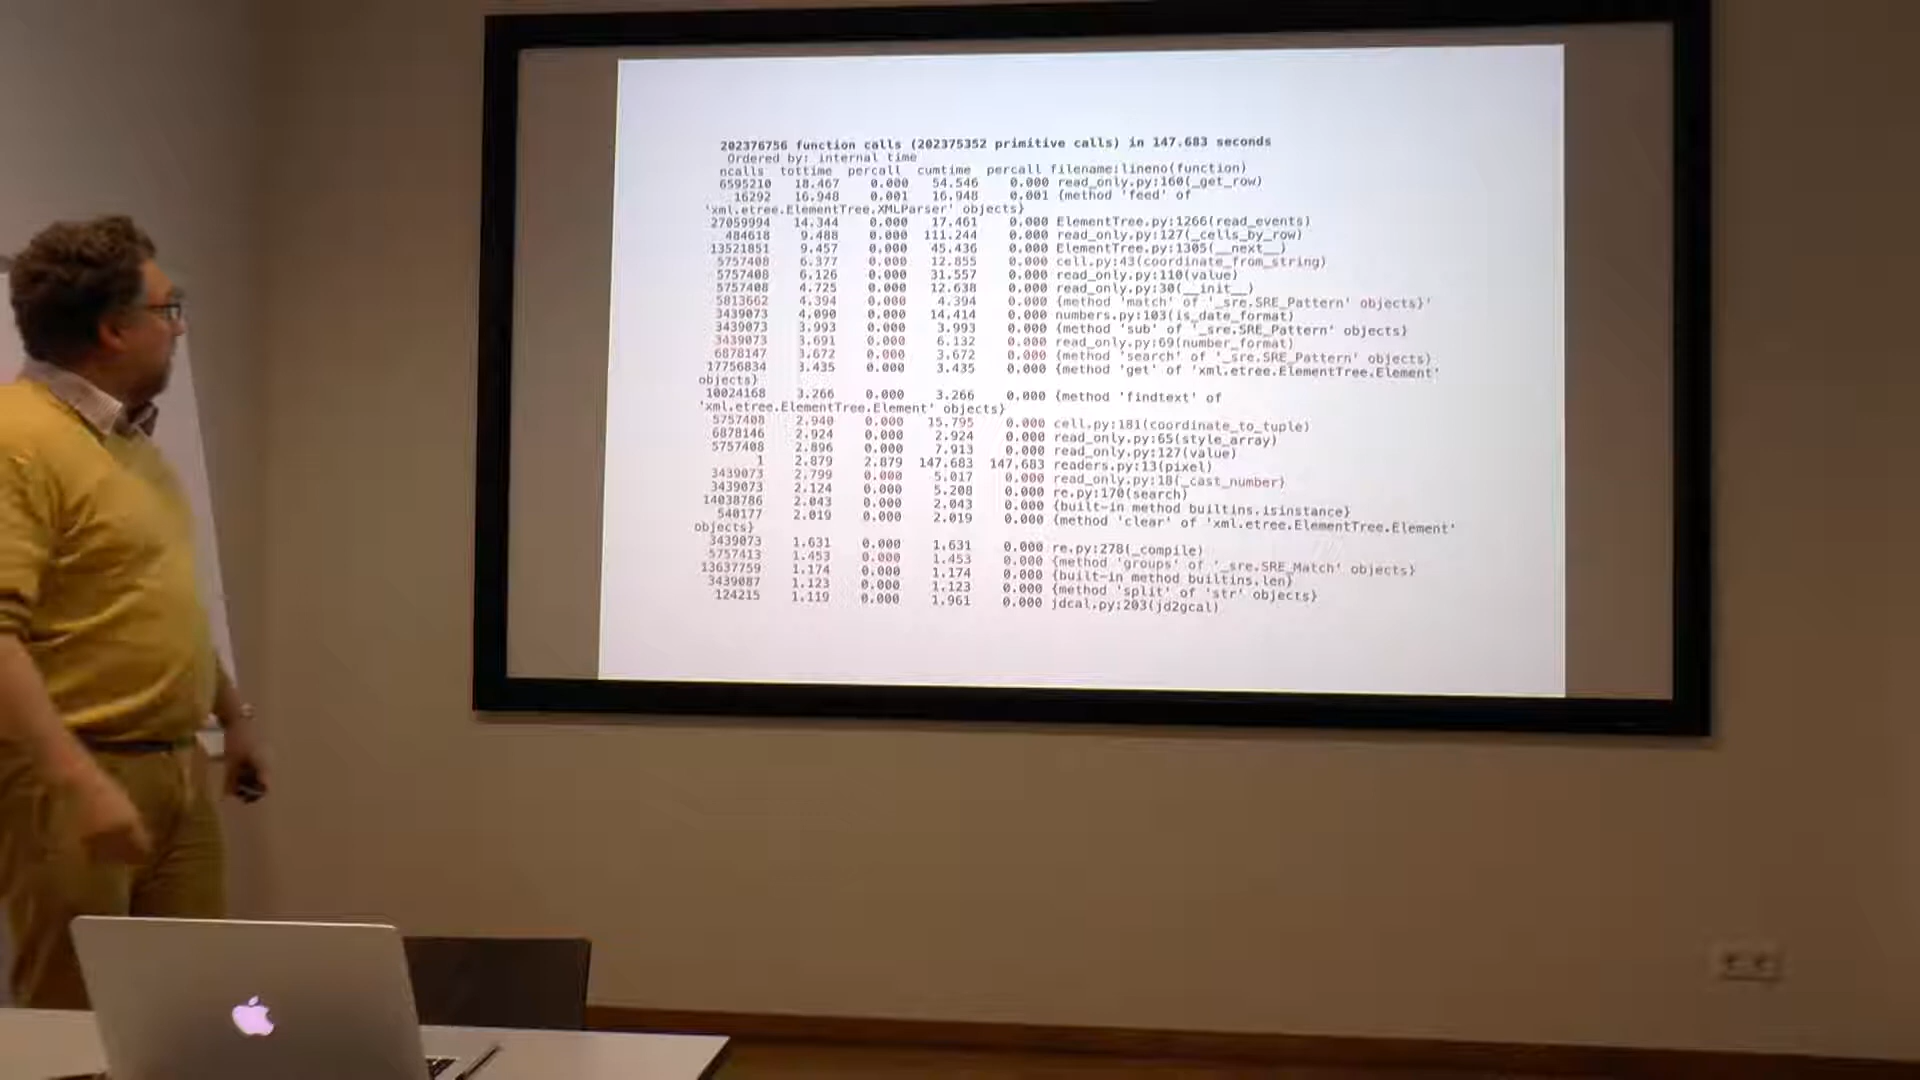 202376756 function calls (202375352 primitive calls) in 147.683 seconds
Ordered by: internal time
ncalls tottime percall cumtime percall filename:lineno(function)
6595210 18.467 0.000 54.546 0.000 read_only.py:160(_get_row)
16292 16.948 0.001 16.948 0.001 {method 'feed' of
'xml.etree.ElementTree.XMLParser' objects}
27059994 14.344 0.000 17.461 0.000 ElementTree.py:1266(read_events)
484618 9.488 0.000 111.244 0.000 read_only.py:127(_cells_by_row)
13521851 9.457 0.000 45.436 0.000 ElementTree.py:1305(__next__)
5757408 6.377 0.000 12.855 0.000 cell.py:43(coordinate_from_string)
5757408 6.126 0.000 31.557 0.000 read_only.py:110(value)
5757408 4.725 0.000 12.638 0.000 read_only.py:30(__init__)
5813662 4.394 0.000 4.394 0.000 {method 'match' of '_sre.SRE_Pattern' objects}'
3439073 4.090 0.000 14.414 0.000 numbers.py:103(is_date_format)
3439073 3.993 0.000 3.993 0.000 {method 'sub' of '_sre.SRE_Pattern' objects}
3439073 3.691 0.000 6.132 0.000 read_only.py:69(number_format)
6878147 3.672 0.000 3.672 0.000 {method 'search' of '_sre.SRE_Pattern' objects}
17756834 3.435 0.000 3.435 0.000 {method 'get' of 'xml.etree.ElementTree.Element'
objects}
10024168 3.266 0.000 3.266 0.000 {method 'findtext' of
'xml.etree.ElementTree.Element' objects}
5757408 2.940 0.000 15.795 0.000 cell.py:181(coordinate_to_tuple)
6878146 2.924 0.000 2.924 0.000 read_only.py:65(style_array)
5757408 2.896 0.000 7.913 0.000 read_only.py:127(value)
1 2.879 2.879 147.683 147.683 readers.py:13(pixel)
3439073 2.799 0.000 5.017 0.000 read_only.py:18(_cast_number)
3439073 2.124 0.000 5.208 0.000 re.py:170(search)
14038786 2.043 0.000 2.043 0.000 {built-in method builtins.isinstance}
540177 2.019 0.000 2.019 0.000 {method 'clear' of 'xml.etree.ElementTree.Element'
objects}
3439073 1.631 0.000 1.631 0.000 re.py:278(_compile)
5757413 1.453 0.000 1.453 0.000 {method 'groups' of '_sre.SRE_Match' objects}
13637759 1.174 0.000 1.174 0.000 {built-in method builtins.len}
3439087 1.123 0.000 1.123 0.000 {method 'split' of 'str' objects}
124215 1.119 0.000 1.961 0.000 jdcal.py:203(jd2gcal)